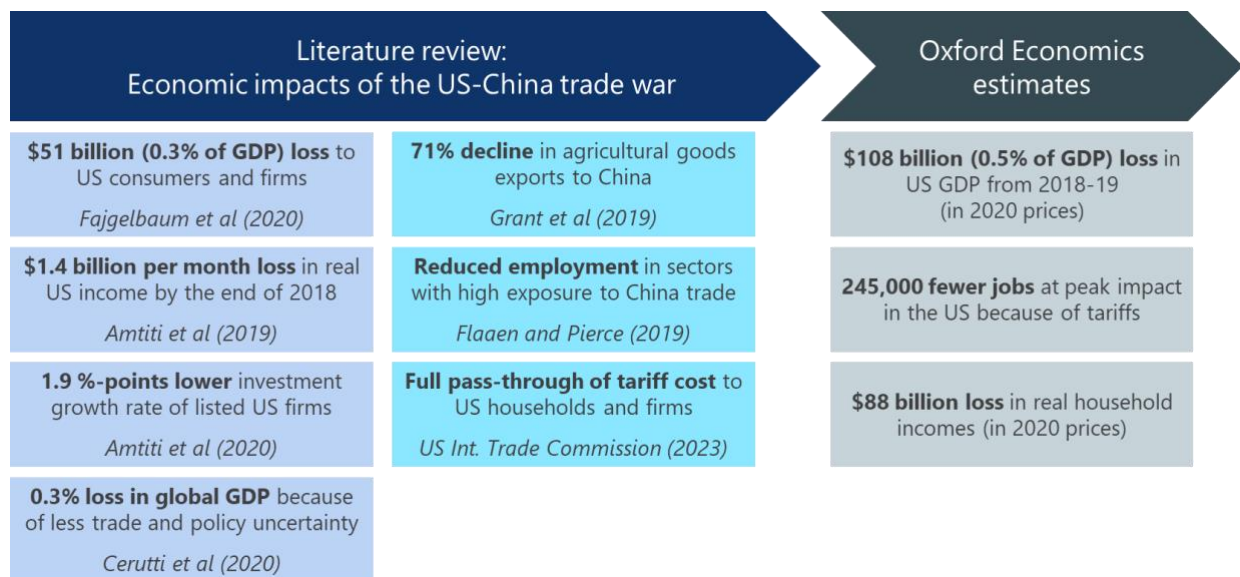 Literature review:
Economic impacts of the US-China trade war
Oxford Economics
estimates
$51 billion (0.3% of GDP) loss to
US consumers and firms
Fajgelbaum et al (2020)
$1.4 billion per month loss in real
US income by the end of 2018
Amtiti et al (2019)
1.9 %-points lower investment
growth rate of listed US firms
Amtiti et al (2020)
0.3% loss in global GDP because
of less trade and policy uncertainty
Cerutti et al (2020)
71% decline in agricultural goods
exports to China
Grant et al (2019)
Reduced employment in sectors
with high exposure to China trade
Flaaen and Pierce (2019)
Full pass-through of tariff cost to
US households and firms
US Int. Trade Commission (2023)
$108 billion (0.5% of GDP) loss in
US GDP from 2018-19
(in 2020 prices)
245,000 fewer jobs at peak impact
in the US because of tariffs
$88 billion loss in real household
incomes (in 2020 prices)